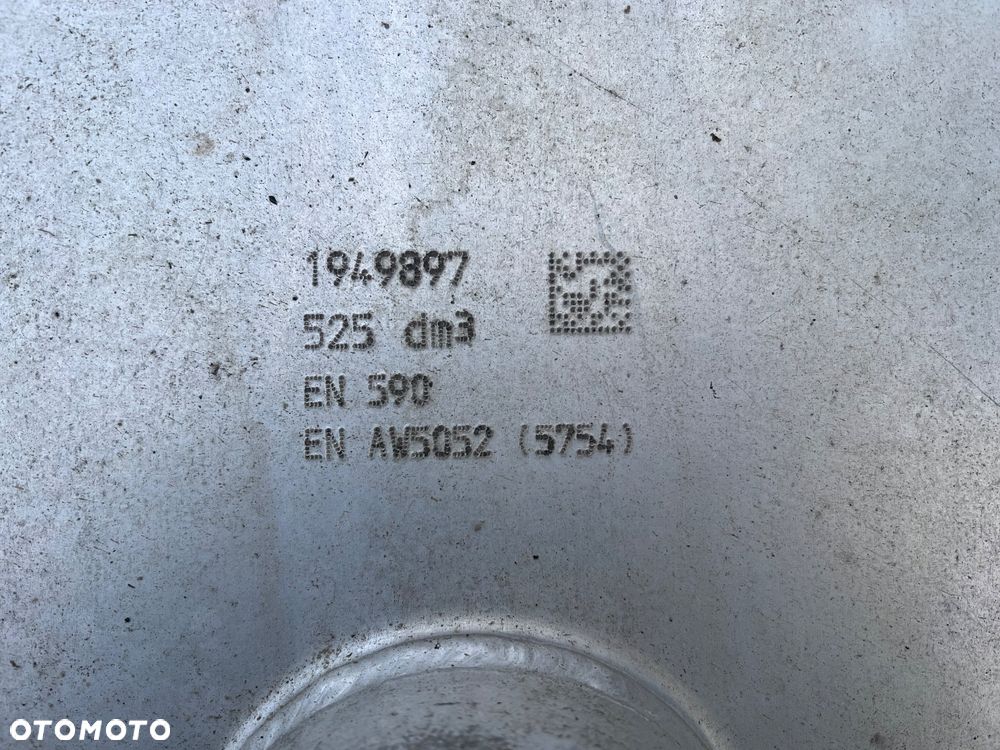 1949897
525 dm3
EN 590
EN AW5052 (5754)
OTOMOTO